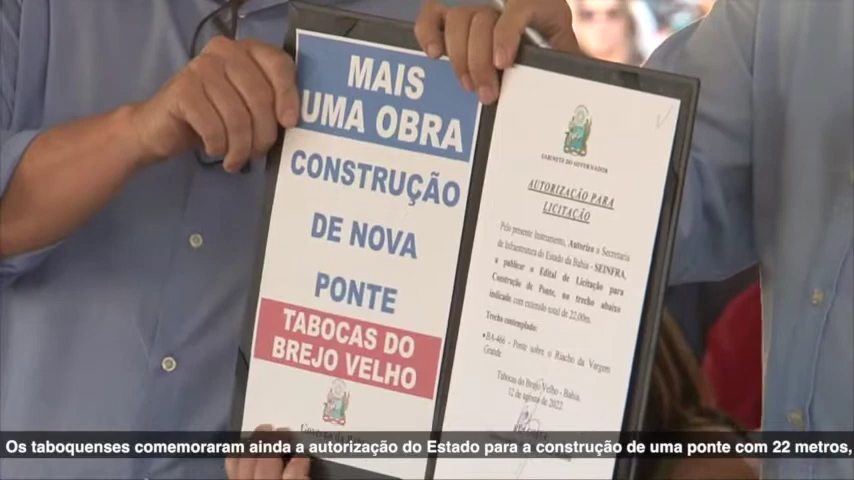 MAIS
UMA OBRA
CONSTRUÇÃO
DE NOVA
PONTE
TABOCAS DO
BREJO VELHO
GABINETE DO GOVERNADOR
AUTORIZAÇÃO PARA
LICITAÇÃO
Pelo presente Instrumento, Autorizo a Secretaria
de Infraestrutura do Estado da Bahia - SEINFRA,
a publicar o Edital de Licitação para
Construção de Ponte, no trecho abaixo
indicado com extensão total de 22,00m.
Trecho contemplado:
•BA-466 - Ponte sobre o Riacho da Vargem
Grande
Tabocas do Brejo Velho - Bahia,
12 de agosto de 2022
Os taboquenses comemoraram ainda a autorização do Estado para a construção de uma ponte com 22 metros,